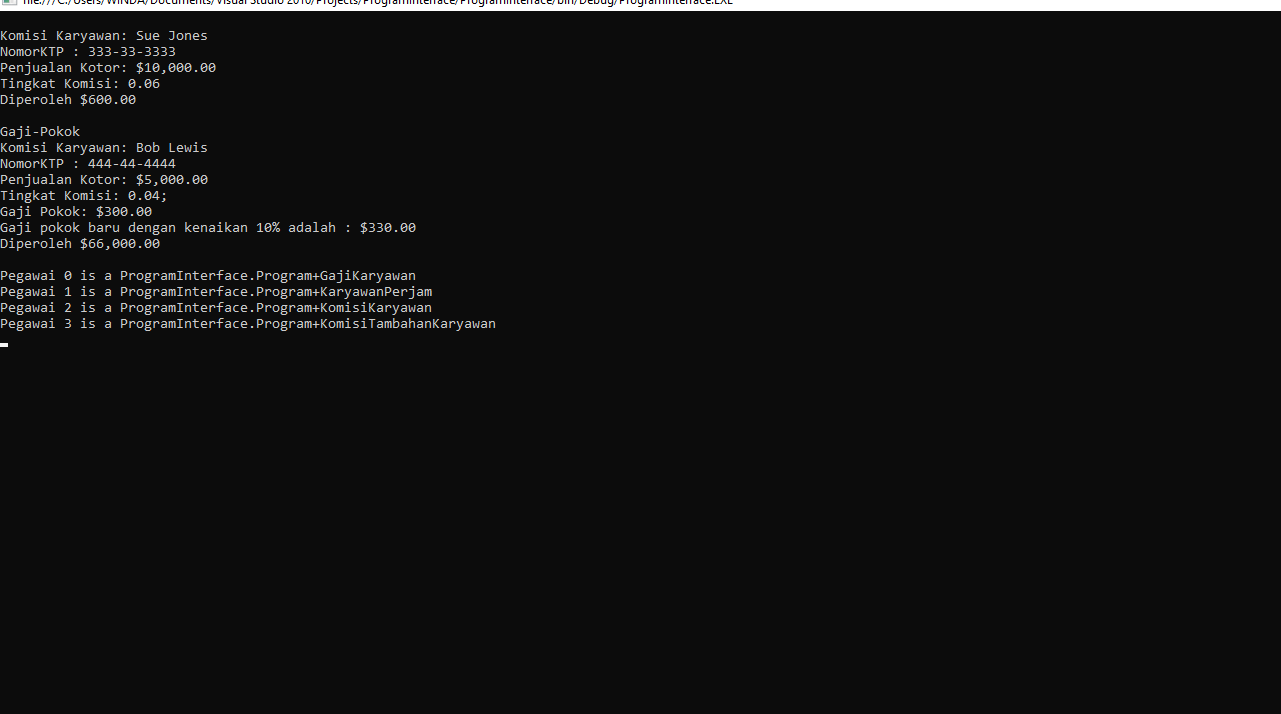 file:///C:/Users/WINDA/Documents/Visual Studio 2010/Projects/ProgramInterface/ProgramInterface/bin/Debug/ProgramInterface.EXE
Komisi Karyawan: Sue Jones
NomorKTP : 333-33-3333
Penjualan Kotor: $10,000.00
Tingkat Komisi: 0.06
Diperoleh $600.00
Gaji-Pokok
Komisi Karyawan: Bob Lewis
NomorKTP : 444-44-4444
Penjualan Kotor: $5,000.00
Tingkat Komisi: 0.04;
Gaji Pokok: $300.00
Gaji pokok baru dengan kenaikan 10% adalah : $330.00
Diperoleh $66,000.00
Pegawai 0 is a ProgramInterface.Program+GajiKaryawan
Pegawai 1 is a ProgramInterface.Program+KaryawanPerjam
Pegawai 2 is a ProgramInterface.Program+KomisiKaryawan
Pegawai 3 is a ProgramInterface.Program+KomisiTambahanKaryawan